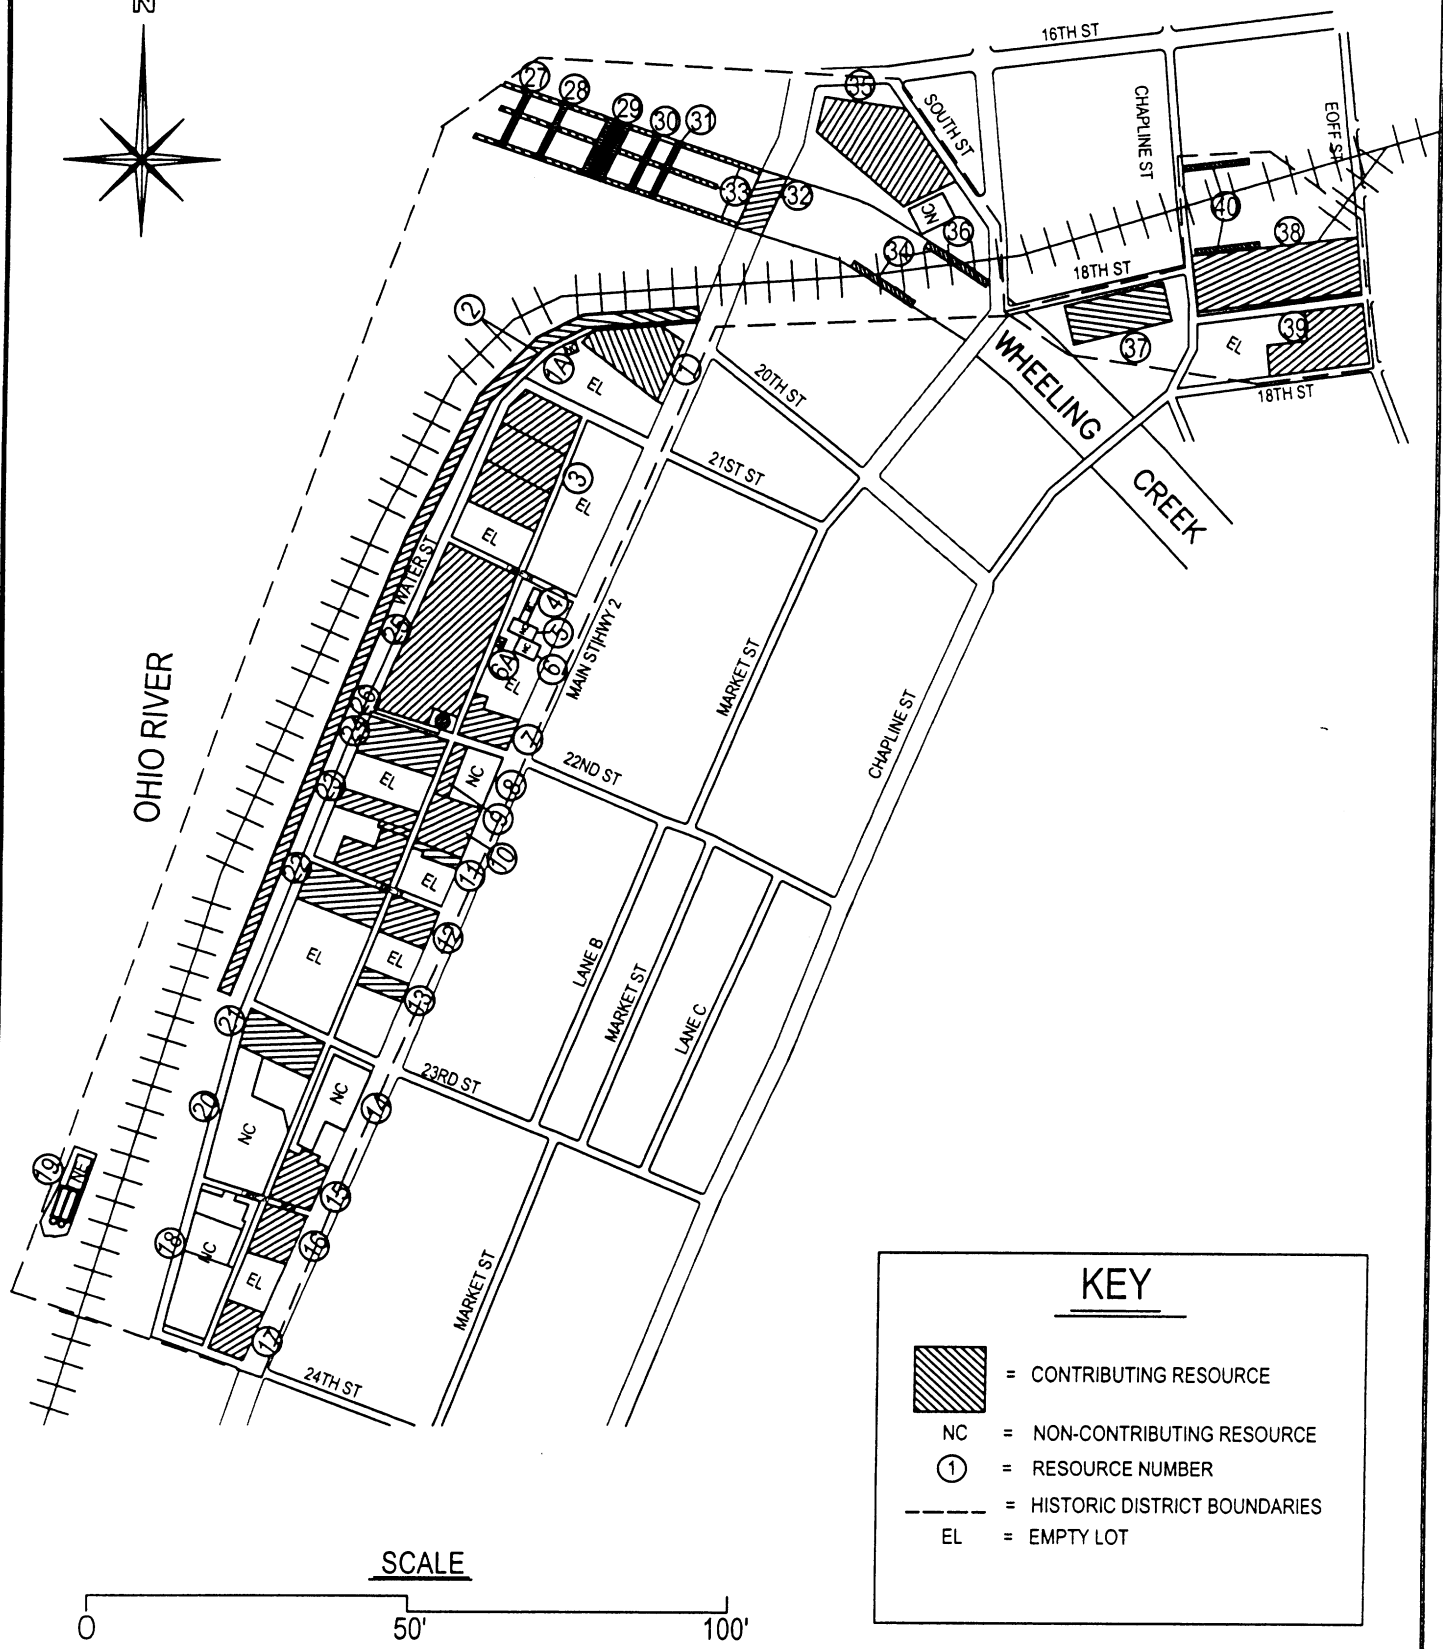 N
16TH ST
27
28
29
30
31
35
SOUTH ST
CHAPLINE ST
EOFF ST
33
32
NC
36
34
40
38
18TH ST
2
1A
EL
1
37
39
EL
18TH ST
WHEELING
CREEK
20TH ST
21ST ST
3
EL
EL
WATER ST
25
4
5
NC
NC
6A
6
EL
MAIN ST/HWY 2
MARKET ST
CHAPLINE ST
OHIO RIVER
26
7
22ND ST
EL
NC
8
23
9
10
11
EL
22
12
EL
EL
13
LANE B
MARKET ST
LANE C
21
23RD ST
20
NC
NC
14
19
15
18
NC
16
EL
17
MARKET ST
24TH ST
KEY
= CONTRIBUTING RESOURCE
NC = NON-CONTRIBUTING RESOURCE
1 = RESOURCE NUMBER
= HISTORIC DISTRICT BOUNDARIES
EL = EMPTY LOT
SCALE
0 50' 100'